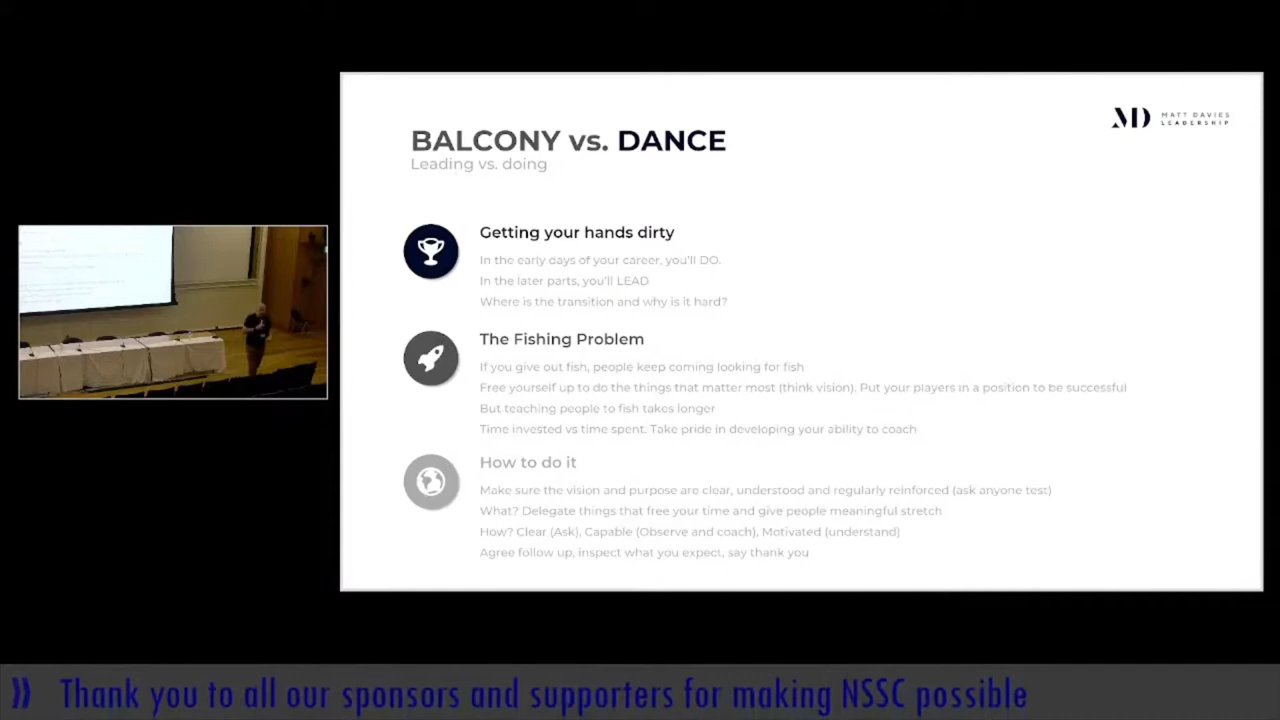 BALCONY vs. DANCE
Leading vs. doing
MD MATT DAVIES
LEADERSHIP
Getting your hands dirty
In the early days of your career, you'll DO.
In the later parts, you'll LEAD
Where is the transition and why is it hard?
The Fishing Problem
If you give out fish, people keep coming looking for fish
Free yourself up to do the things that matter most (think vision). Put your players in a position to be successful
But teaching people to fish takes longer
Time invested vs time spent. Take pride in developing your ability to coach
How to do it
Make sure the vision and purpose are clear, understood and regularly reinforced (ask anyone test)
What? Delegate things that free your time and give people meaningful stretch
How? Clear (Ask), Capable (Observe and coach), Motivated (understand)
Agree follow up, inspect what you expect, say thank you
» Thank you to all our sponsors and supporters for making NSSC possible